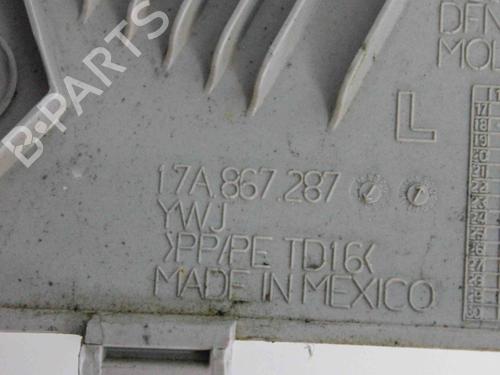 B-PARTS
L
17A.867.287
YWJ
>PP/PE TD16<
MADE IN MEXICO